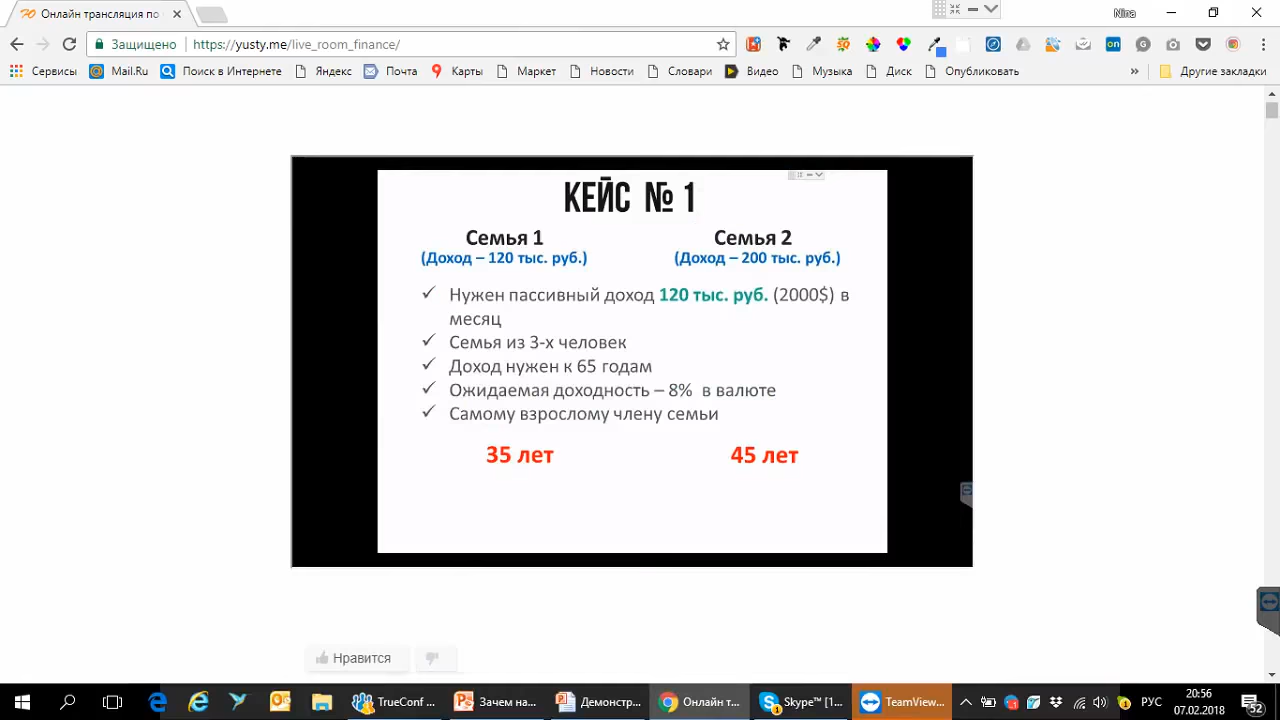 Онлайн трансляция по
Nina
Защищено
https://yusty.me/live_room_finance/
Сервисы
Mail.Ru
Поиск в Интернете
Яндекс
Почта
Карты
Маркет
Новости
Словари
Видео
Музыка
Диск
Опубликовать
»
Другие закладки
КЕЙС № 1
Семья 1
(Доход – 120 тыс. руб.)
Семья 2
(Доход – 200 тыс. руб.)
Нужен пассивный доход 120 тыс. руб. (2000$) в
месяц
Семья из 3-х человек
Доход нужен к 65 годам
Ожидаемая доходность – 8% в валюте
Самому взрослому члену семьи
35 лет
45 лет
Нравится
TrueConf ...
Зачем на...
Демонстр...
Онлайн т...
Skype™ [1...
TeamView...
РУС
20:56
07.02.2018
52